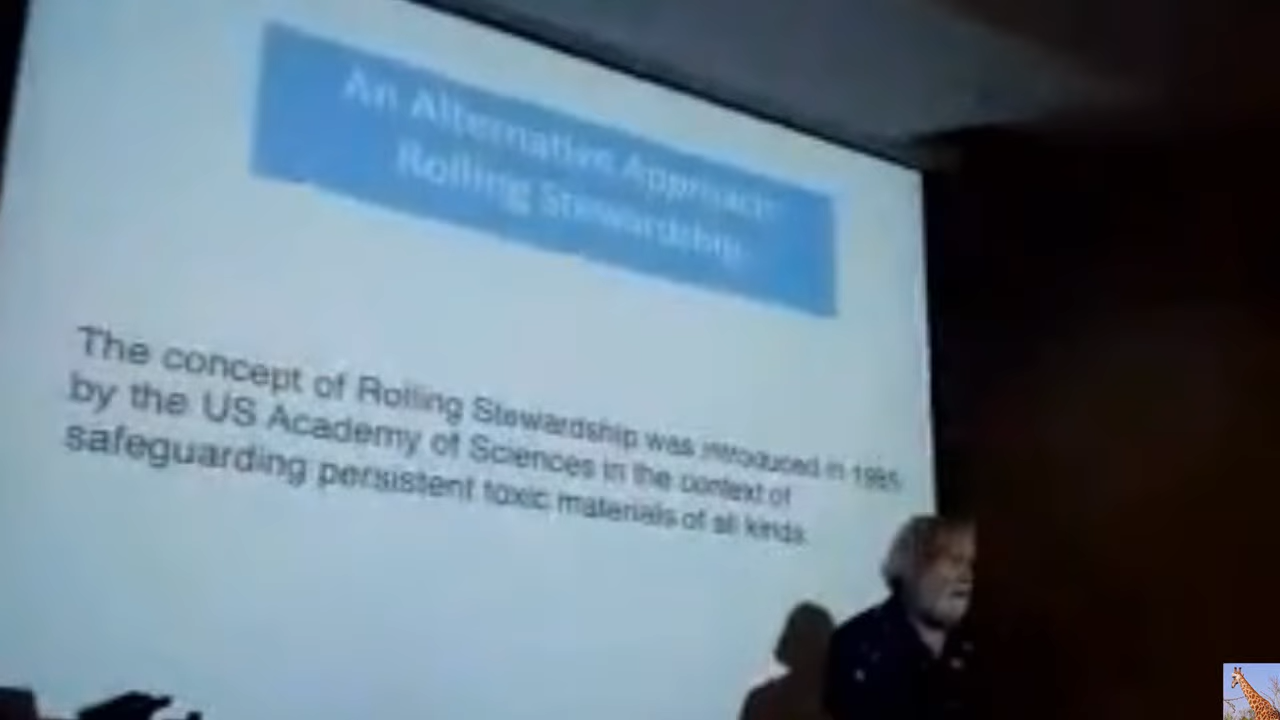 An Alternative Approach:
Rolling Stewardship
The concept of Rolling Stewardship was introduced in 1985
by the US Academy of Sciences in the context of
safeguarding persistent toxic materials of all kinds